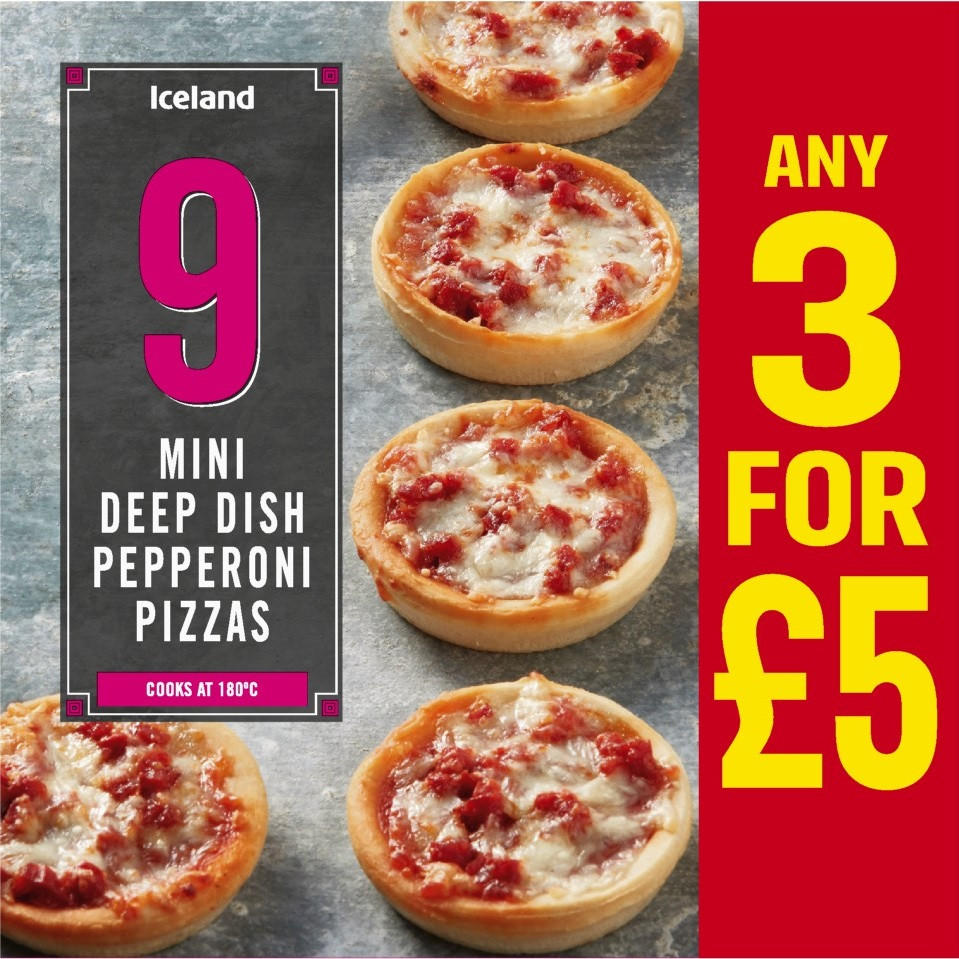 Iceland
9
MINI
DEEP DISH
PEPPERONI
PIZZAS
COOKS AT 180°C
ANY
3
FOR
£5